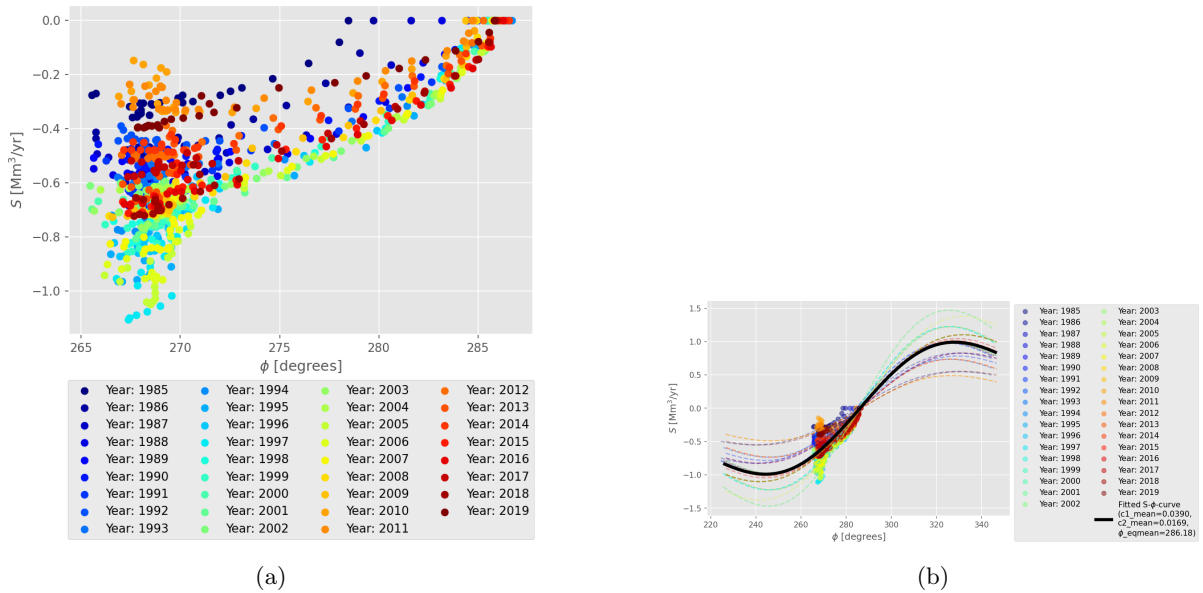 0.0
−0.2
−0.4
−0.6
−0.8
−1.0
S [Mm³/yr]
265 270 275 280 285
ϕ [degrees]
Year: 1985 Year: 1994 Year: 2003 Year: 2012
Year: 1986 Year: 1995 Year: 2004 Year: 2013
Year: 1987 Year: 1996 Year: 2005 Year: 2014
Year: 1988 Year: 1997 Year: 2006 Year: 2015
Year: 1989 Year: 1998 Year: 2007 Year: 2016
Year: 1990 Year: 1999 Year: 2008 Year: 2017
Year: 1991 Year: 2000 Year: 2009 Year: 2018
Year: 1992 Year: 2001 Year: 2010 Year: 2019
Year: 1993 Year: 2002 Year: 2011
(a)
1.5
1.0
0.5
0.0
−0.5
−1.0
−1.5
S [Mm³/yr]
220 240 260 280 300 320 340
ϕ [degrees]
Year: 1985 Year: 2003
Year: 1986 Year: 2004
Year: 1987 Year: 2005
Year: 1988 Year: 2006
Year: 1989 Year: 2007
Year: 1990 Year: 2008
Year: 1991 Year: 2009
Year: 1992 Year: 2010
Year: 1993 Year: 2011
Year: 1994 Year: 2012
Year: 1995 Year: 2013
Year: 1996 Year: 2014
Year: 1997 Year: 2015
Year: 1998 Year: 2016
Year: 1999 Year: 2017
Year: 2000 Year: 2018
Year: 2001 Year: 2019
Year: 2002 Fitted S-ϕ-curve
(c1_mean=0.0390,
c2_mean=0.0169,
ϕ_eqmean=286.18)
(b)